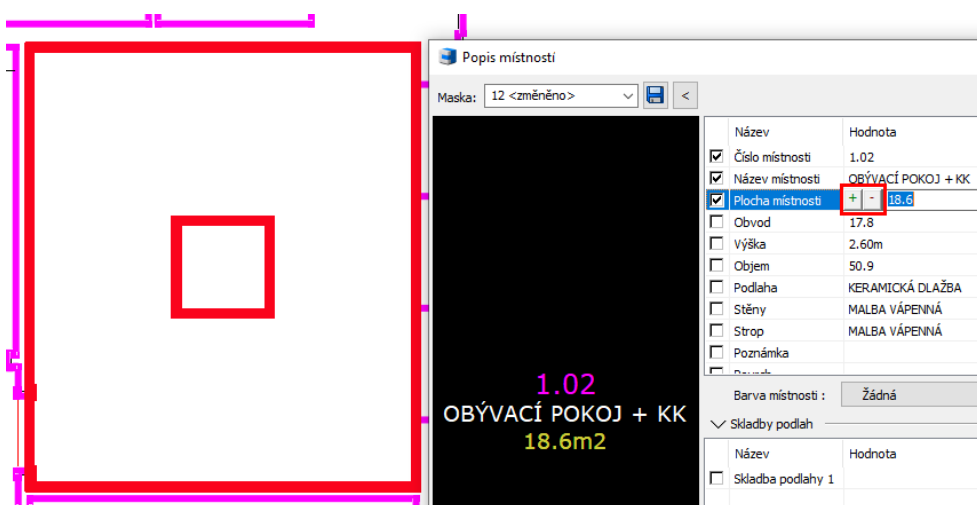 Popis místností
Maska: 12 <změněno> <
Název Hodnota
Číslo místnosti 1.02
Název místnosti OBÝVACÍ POKOJ + KK
Plocha místnosti + - 18.6
Obvod 17.8
Výška 2.60m
Objem 50.9
Podlaha KERAMICKÁ DLAŽBA
Stěny MALBA VÁPENNÁ
Strop MALBA VÁPENNÁ
Poznámka
Barva místnosti : Žádná
Skladby podlah
Název Hodnota
Skladba podlahy 1
1.02
OBÝVACÍ POKOJ + KK
18.6m2